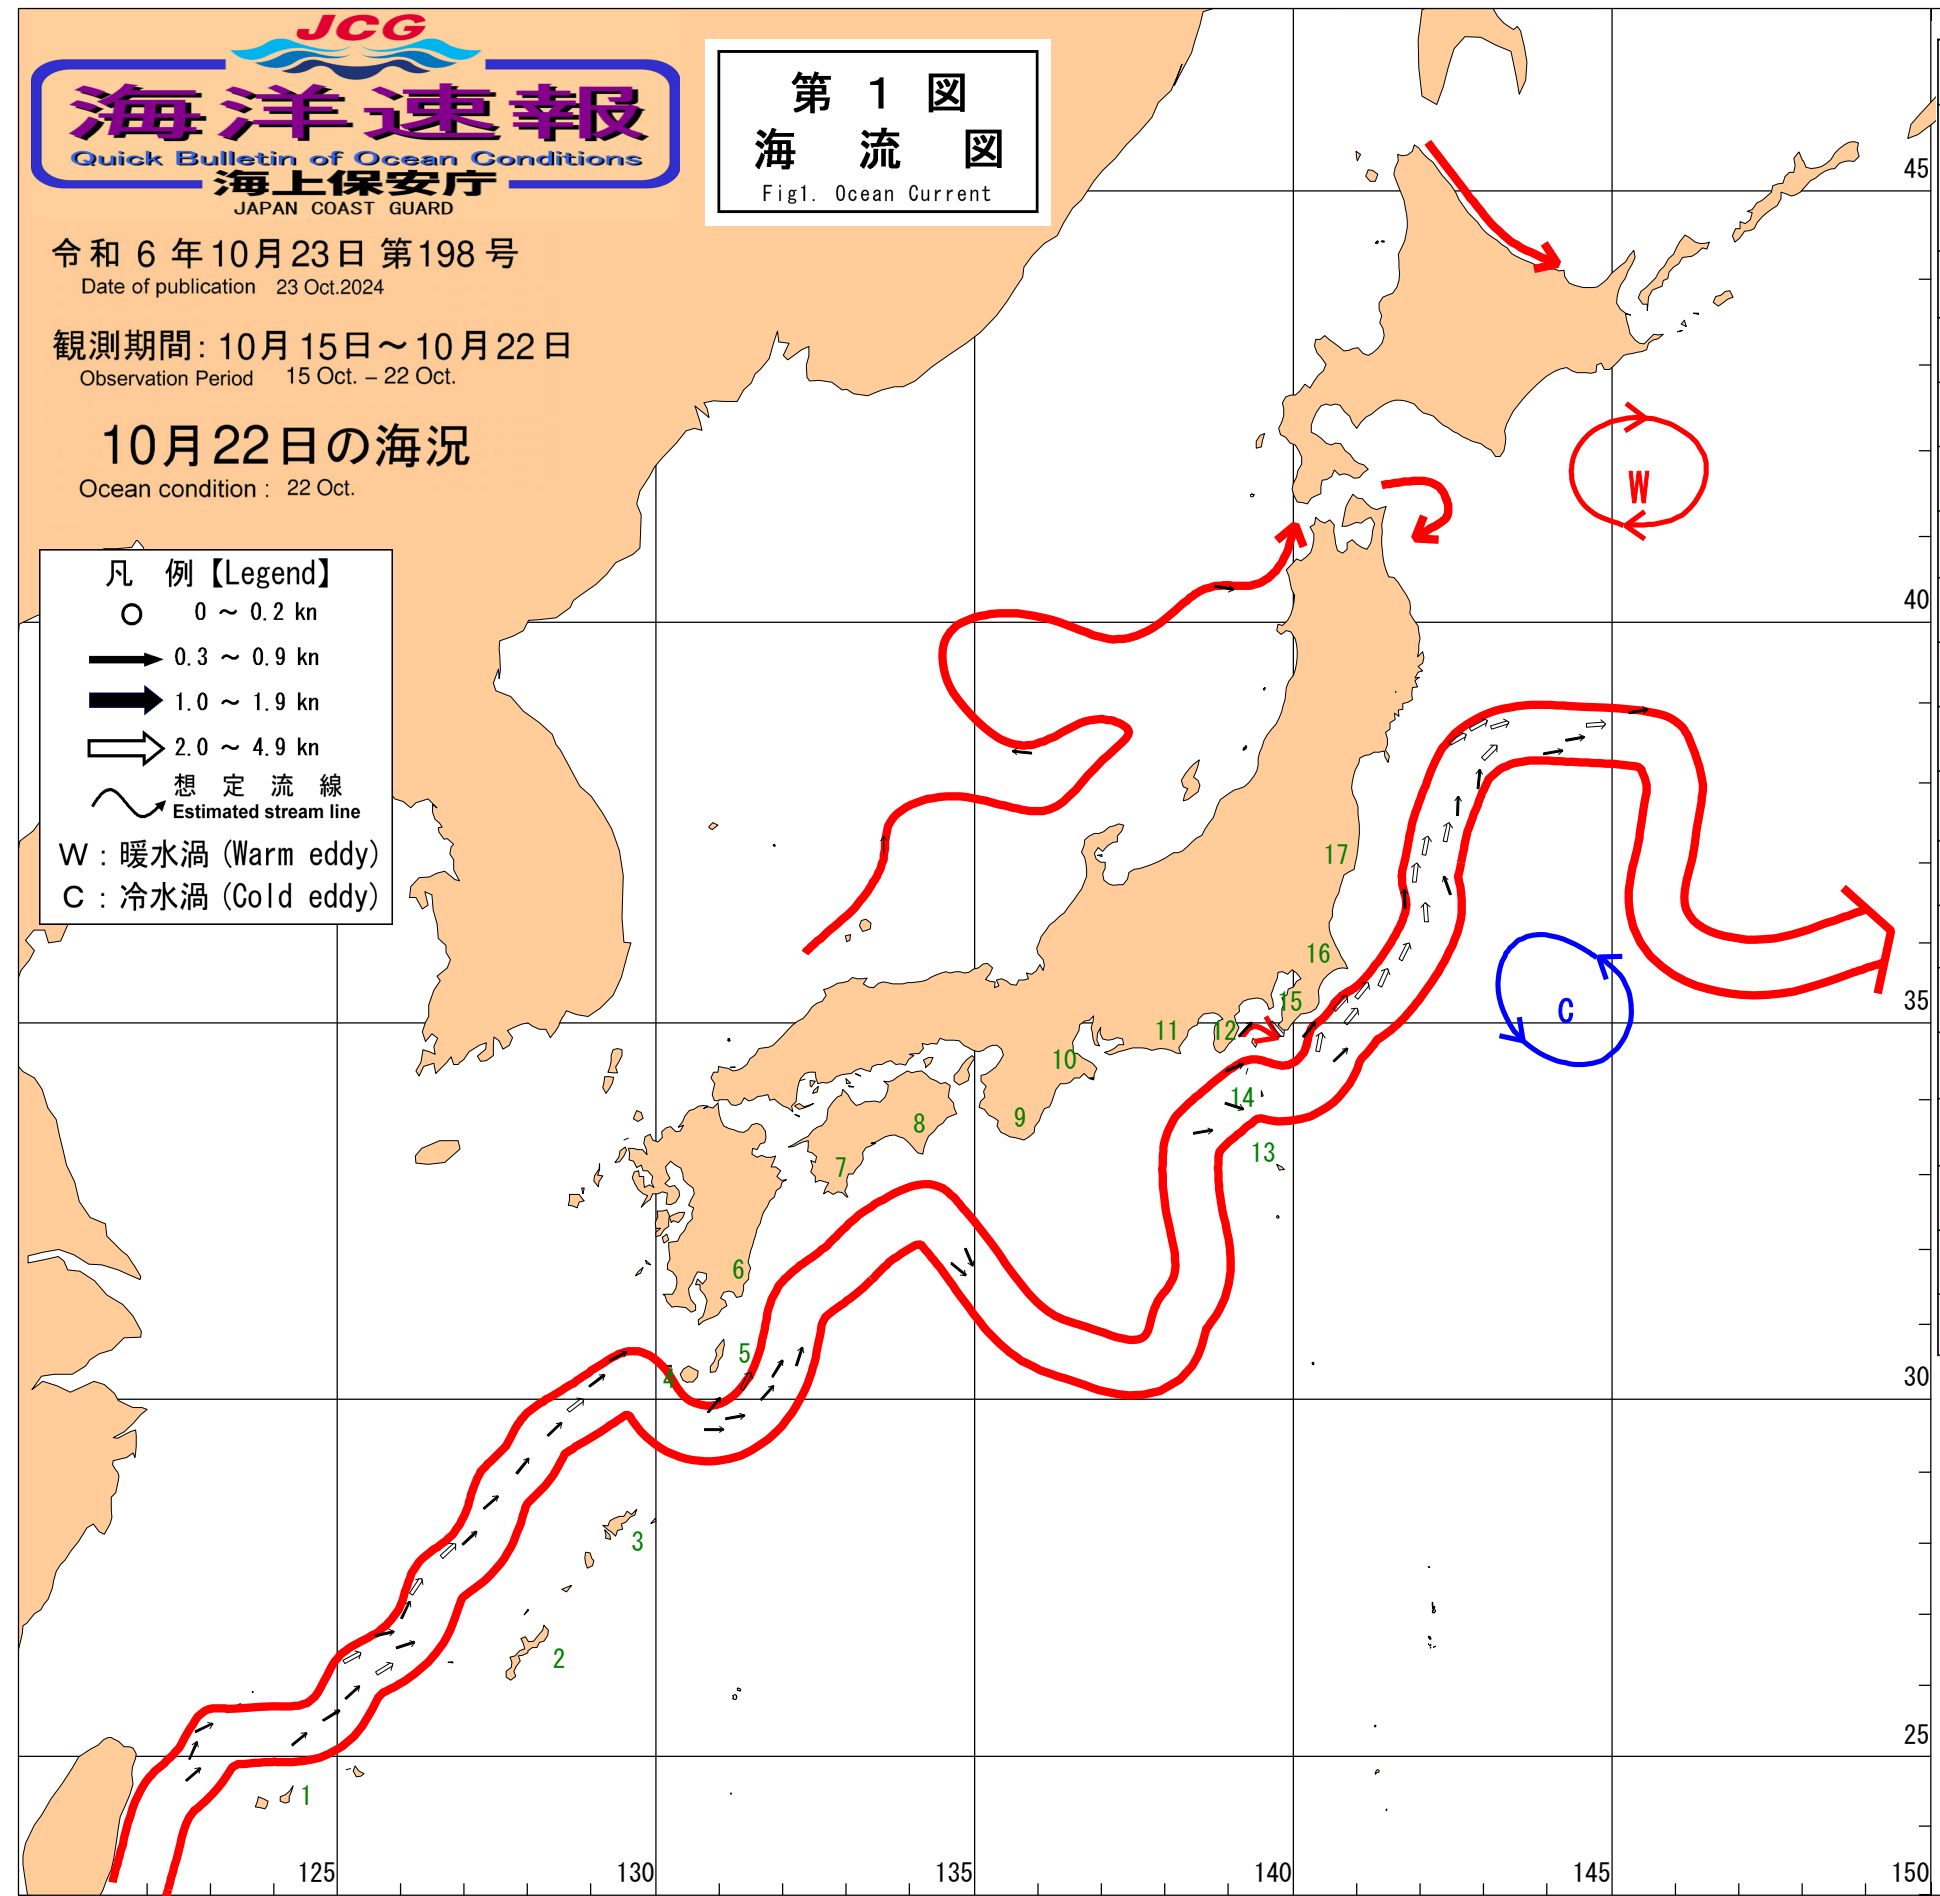 JCG
海洋速報
Quick Bulletin of Ocean Conditions
海上保安庁
JAPAN COAST GUARD
令和 6 年10月23日 第198号
Date of publication 23 Oct.2024
観測期間: 10月15日～10月22日
Observation Period 15 Oct. – 22 Oct.
10月22日の海況
Ocean condition : 22 Oct.
第 1 図
海 流 図
Fig1. Ocean Current
凡 例【Legend】
0 ～ 0.2 kn
0.3 ～ 0.9 kn
1.0 ～ 1.9 kn
2.0 ～ 4.9 kn
想 定 流 線
Estimated stream line
W : 暖水渦 (Warm eddy)
C : 冷水渦 (Cold eddy)
45
W
40
17
16
35
15
12
11
10
C
14
9
8
13
7
6
5
4
30
3
2
25
1
125
130
135
140
145
150